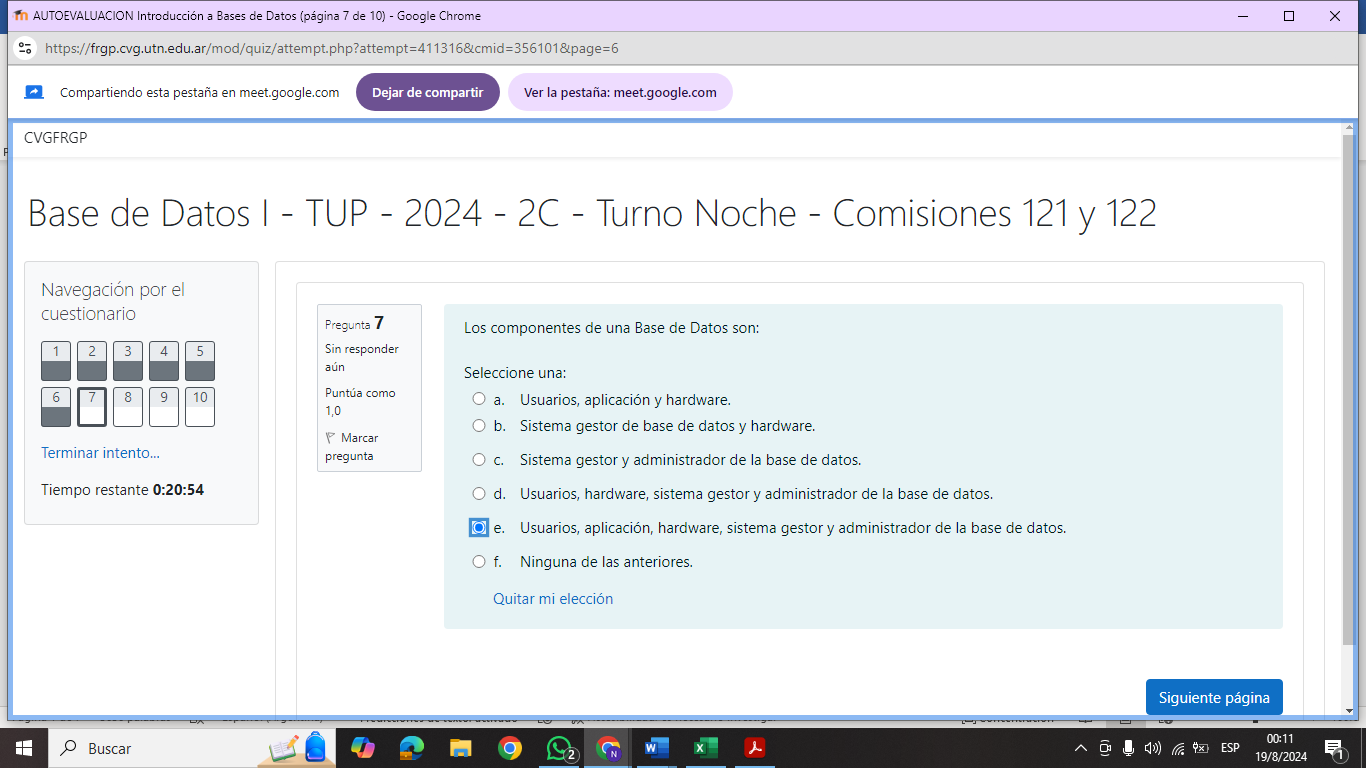 AUTOEVALUACION Introducción a Bases de Datos (página 7 de 10) - Google Chrome
https://frgp.cvg.utn.edu.ar/mod/quiz/attempt.php?attempt=411316&cmid=356101&page=6
Compartiendo esta pestaña en meet.google.com
Dejar de compartir
Ver la pestaña: meet.google.com
CVGFRGP
Base de Datos I - TUP - 2024 - 2C - Turno Noche - Comisiones 121 y 122
Navegación por el
cuestionario
1 2 3 4 5
6 7 8 9 10
Terminar intento...
Tiempo restante 0:20:54
Pregunta 7
Sin responder
aún
Puntúa como
1,0
Marcar
pregunta
Los componentes de una Base de Datos son:
Seleccione una:
a. Usuarios, aplicación y hardware.
b. Sistema gestor de base de datos y hardware.
c. Sistema gestor y administrador de la base de datos.
d. Usuarios, hardware, sistema gestor y administrador de la base de datos.
e. Usuarios, aplicación, hardware, sistema gestor y administrador de la base de datos.
f. Ninguna de las anteriores.
Quitar mi elección
Siguiente página
Buscar
2
N
ESP
00:11
19/8/2024
1